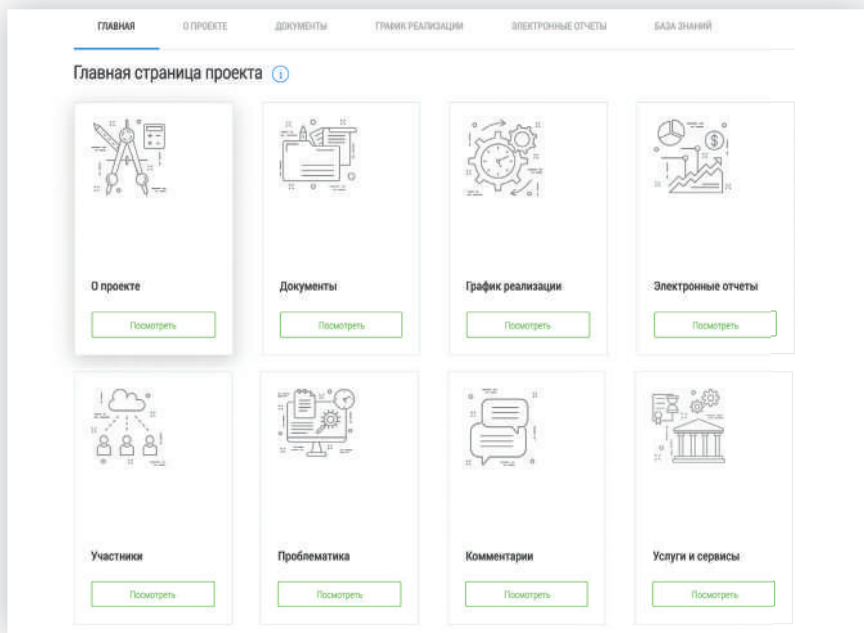 ГЛАВНАЯ О ПРОЕКТЕ ДОКУМЕНТЫ ГРАФИК РЕАЛИЗАЦИИ ЭЛЕКТРОННЫЕ ОТЧЕТЫ БАЗА ЗНАНИЙ
Главная страница проекта
О проекте Документы График реализации Электронные отчеты
Посмотреть Посмотреть Посмотреть Посмотреть
Участники Проблематика Комментарии Услуги и сервисы
Посмотреть Посмотреть Посмотреть Посмотреть